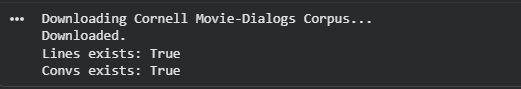 Downloading Cornell Movie-Dialogs Corpus...
Downloaded.
Lines exists: True
Convs exists: True